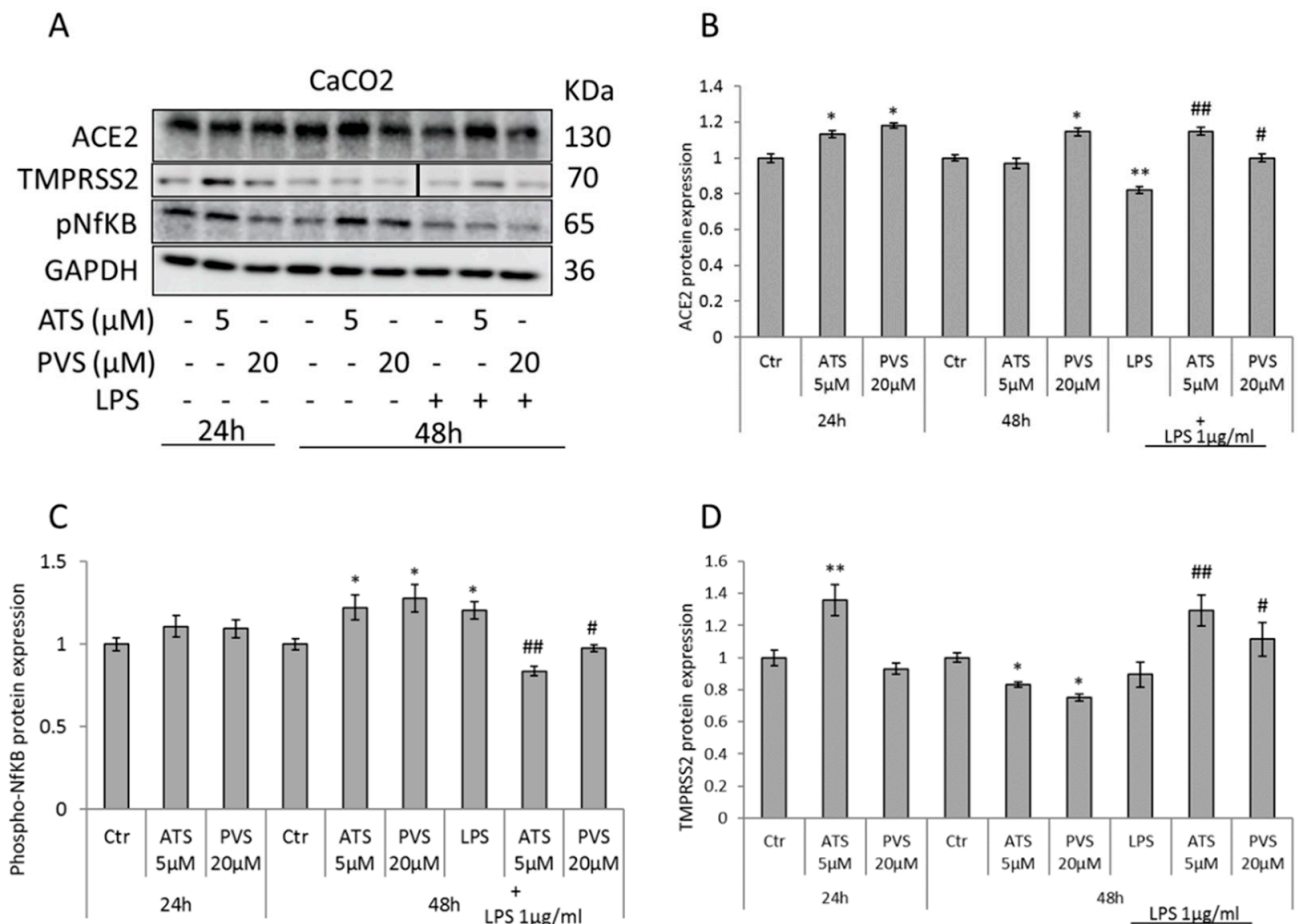 A
CaCO2
KDa
ACE2
130
TMPRSS2
70
pNfKB
65
GAPDH
36
ATS (μM) - 5 - - 5 - - 5 -
PVS (μM) - - 20 - - 20 - - 20
LPS - - - - - - + + +
24h 48h
B
ACE2 protein expression
1.4
1.2
1
0.8
0.6
0.4
0.2
0
* * * ** ## #
Ctr ATS PVS Ctr ATS PVS LPS ATS PVS
5μM 20μM 5μM 20μM 5μM 20μM
24h 48h +
LPS 1μg/ml
C
Phospho-NfKB protein expression
1.5
1
0.5
0
* * * ## #
Ctr ATS PVS Ctr ATS PVS LPS ATS PVS
5μM 20μM 5μM 20μM 5μM 20μM
24h 48h +
LPS 1μg/ml
D
TMPRSS2 protein expression
1.6
1.4
1.2
1
0.8
0.6
0.4
0.2
0
** * * ## #
Ctr ATS PVS Ctr ATS PVS LPS ATS PVS
5μM 20μM 5μM 20μM 5μM 20μM
24h 48h
LPS 1μg/ml